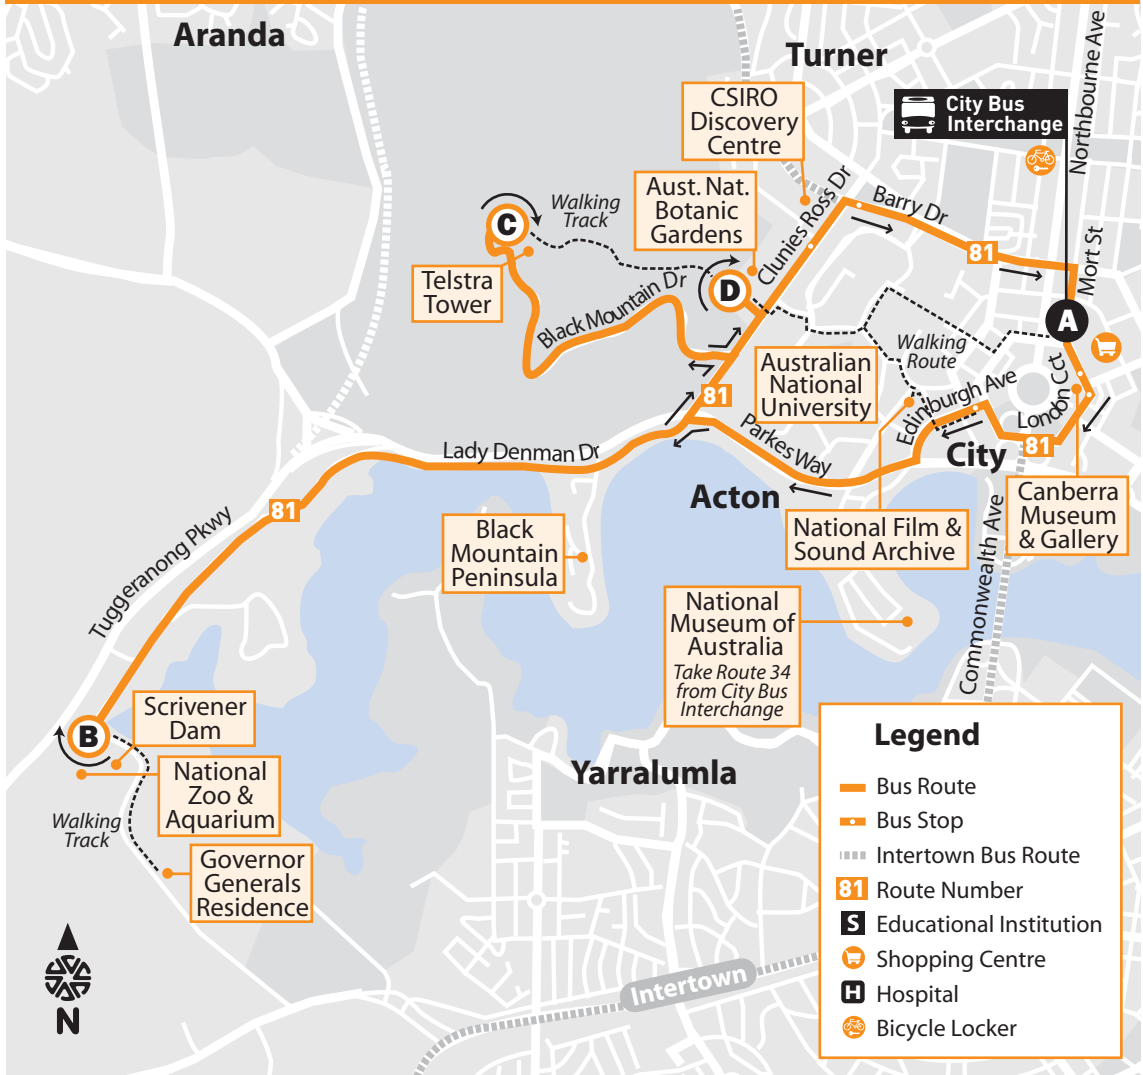 Aranda
Turner
Northbourne Ave
City Bus
Interchange
CSIRO
Discovery
Centre
Aust. Nat.
Botanic
Gardens
Walking
Track
Clunies Ross Dr
Barry Dr
81
Mort St
C
D
A
Telstra
Tower
Black Mountain Dr
Walking
Route
Australian
National
University
81
Edinburgh Ave
London Cct
81
City
Parkes Way
Lady Denman Dr
Acton
81
Tuggeranong Pkwy
Black
Mountain
Peninsula
National Film &
Sound Archive
Canberra
Museum
& Gallery
Commonwealth Ave
National
Museum of
Australia
Take Route 34
from City Bus
Interchange
B
Scrivener
Dam
National
Zoo &
Aquarium
Walking
Track
Governor
Generals
Residence
Yarralumla
Intertown
N
Legend
Bus Route
Bus Stop
Intertown Bus Route
81 Route Number
S Educational Institution
Shopping Centre
H Hospital
Bicycle Locker